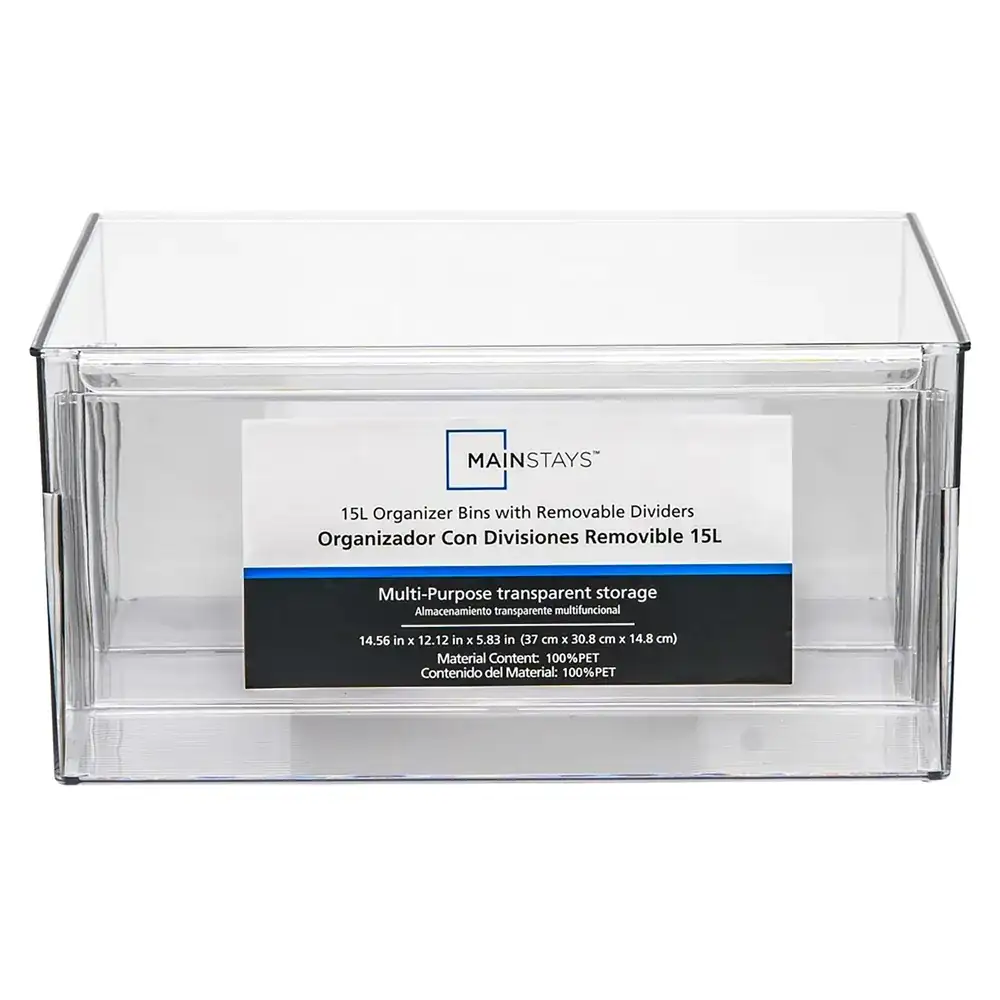 MAINSTAYS™
15L Organizer Bins with Removable Dividers
Organizador Con Divisiones Removible 15L
Multi-Purpose transparent storage
Almacenamiento transparente multifuncional
14.56 in x 12.12 in x 5.83 in (37 cm x 30.8 cm x 14.8 cm)
Material Content: 100%PET
Contenido del Material: 100%PET